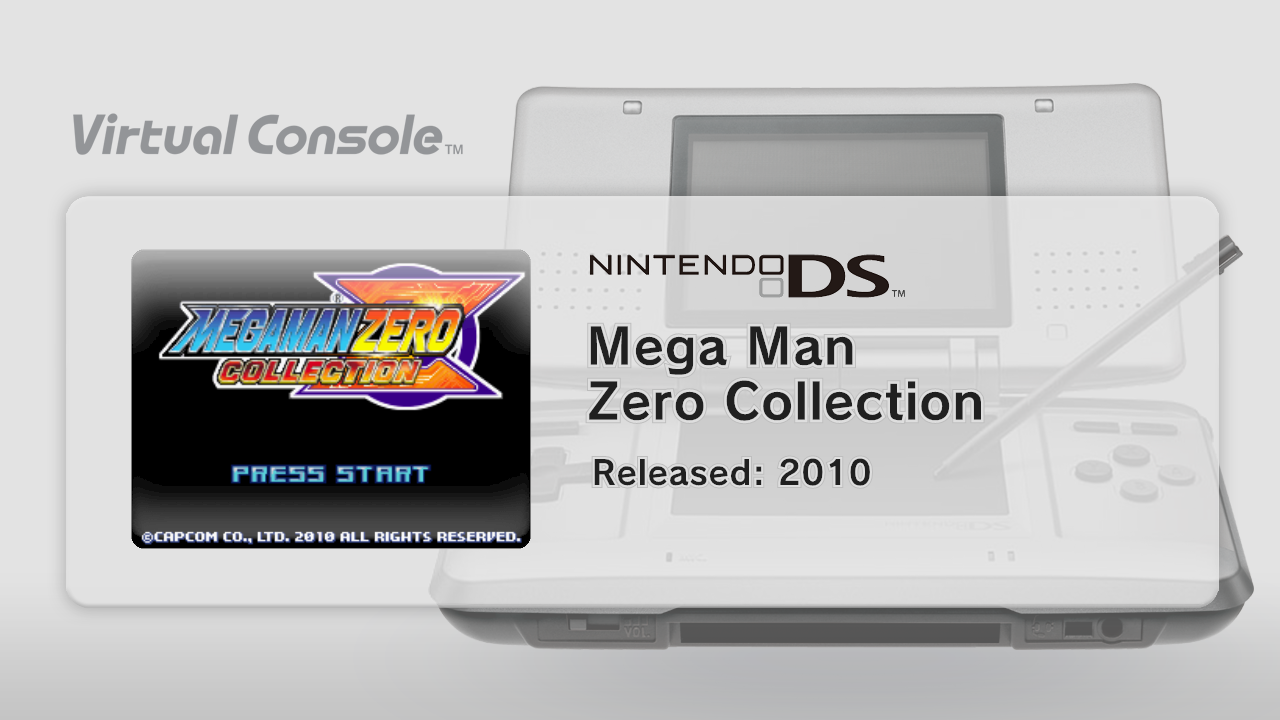 Virtual Console™
NINTENDO DS™
Mega Man
Zero Collection
Released: 2010
®
MEGAMAN ZERO
COLLECTION
PRESS START
©CAPCOM CO., LTD. 2010 ALL RIGHTS RESERVED.
VOL.